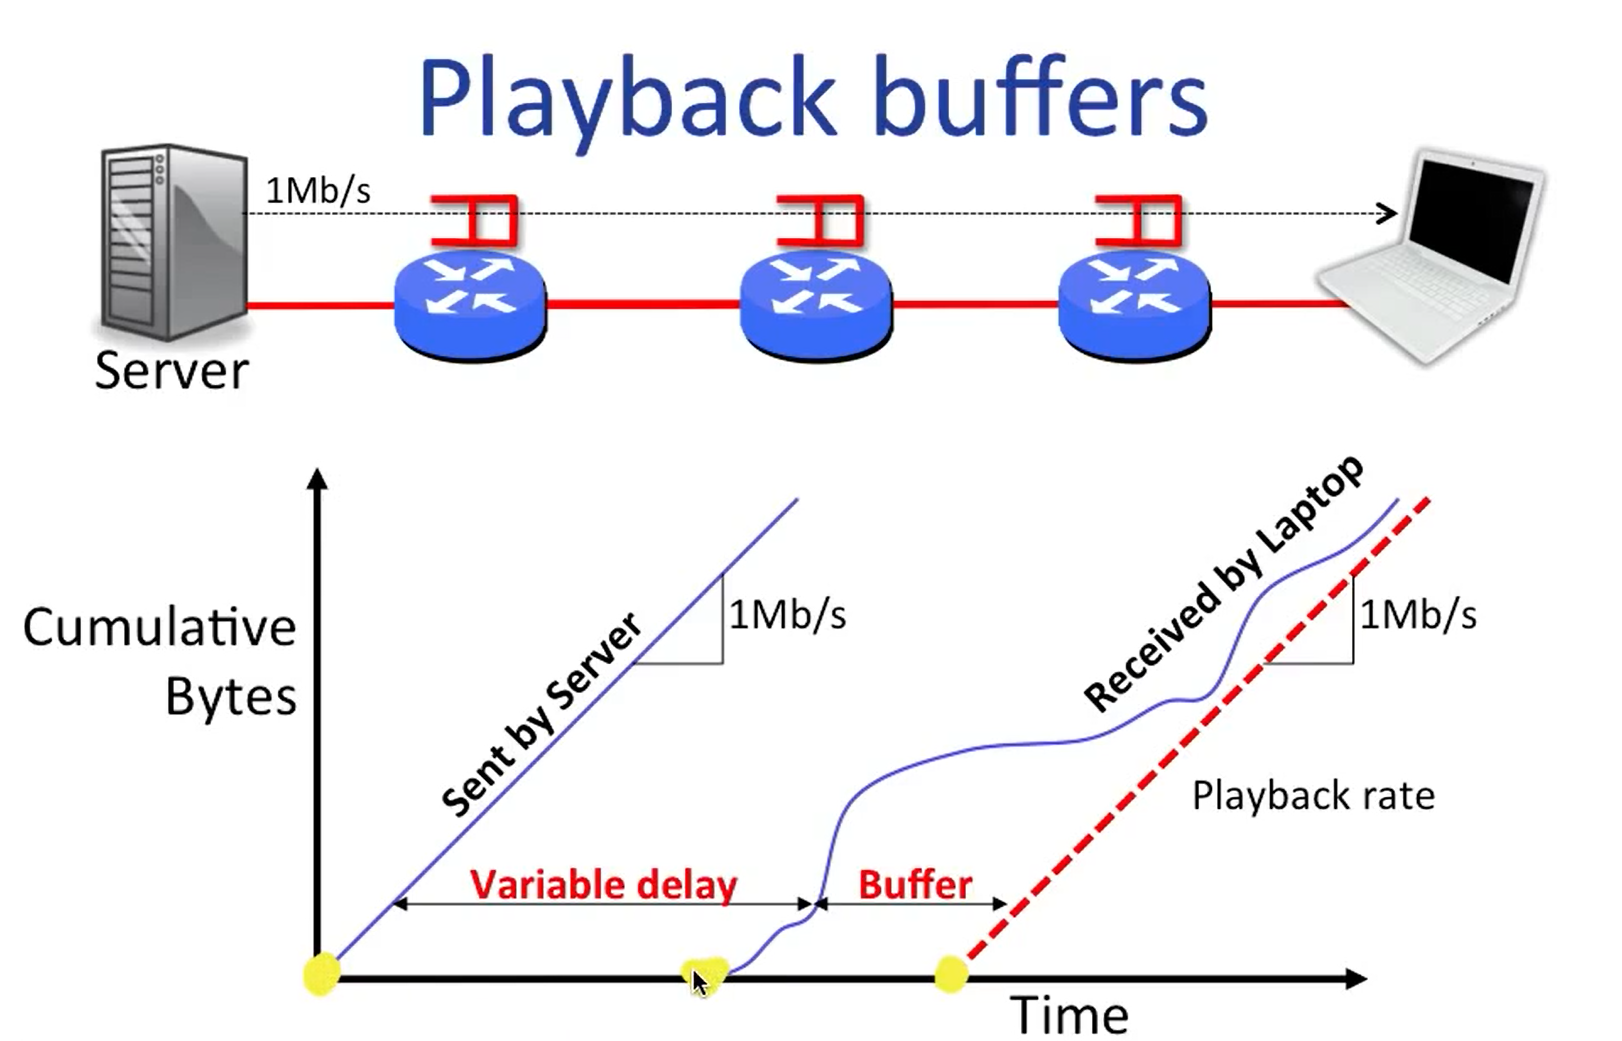 Playback buffers
1Mb/s
Server
Cumulative
Bytes
Sent by Server
1Mb/s
Received by Laptop
1Mb/s
Playback rate
Variable delay
Buffer
Time